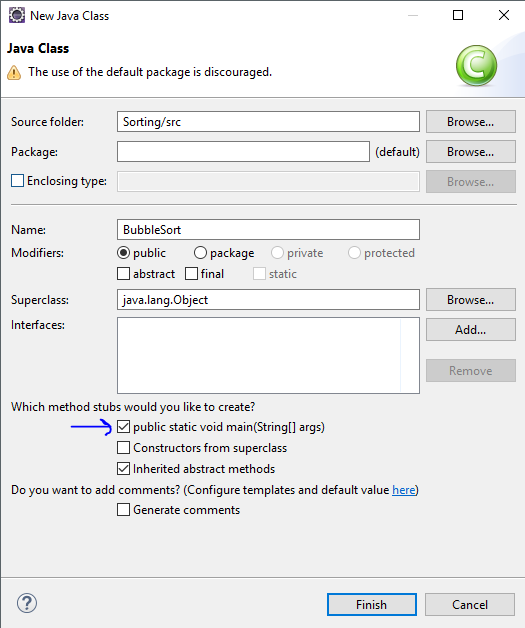 New Java Class
Java Class
The use of the default package is discouraged.
Source folder: Sorting/src Browse...
Package: (default) Browse...
Enclosing type: Browse...
Name: BubbleSort
Modifiers: public package private protected
abstract final static
Superclass: java.lang.Object Browse...
Interfaces: Add...
Remove
Which method stubs would you like to create?
public static void main(String[] args)
Constructors from superclass
Inherited abstract methods
Do you want to add comments? (Configure templates and default value here)
Generate comments
? Finish Cancel